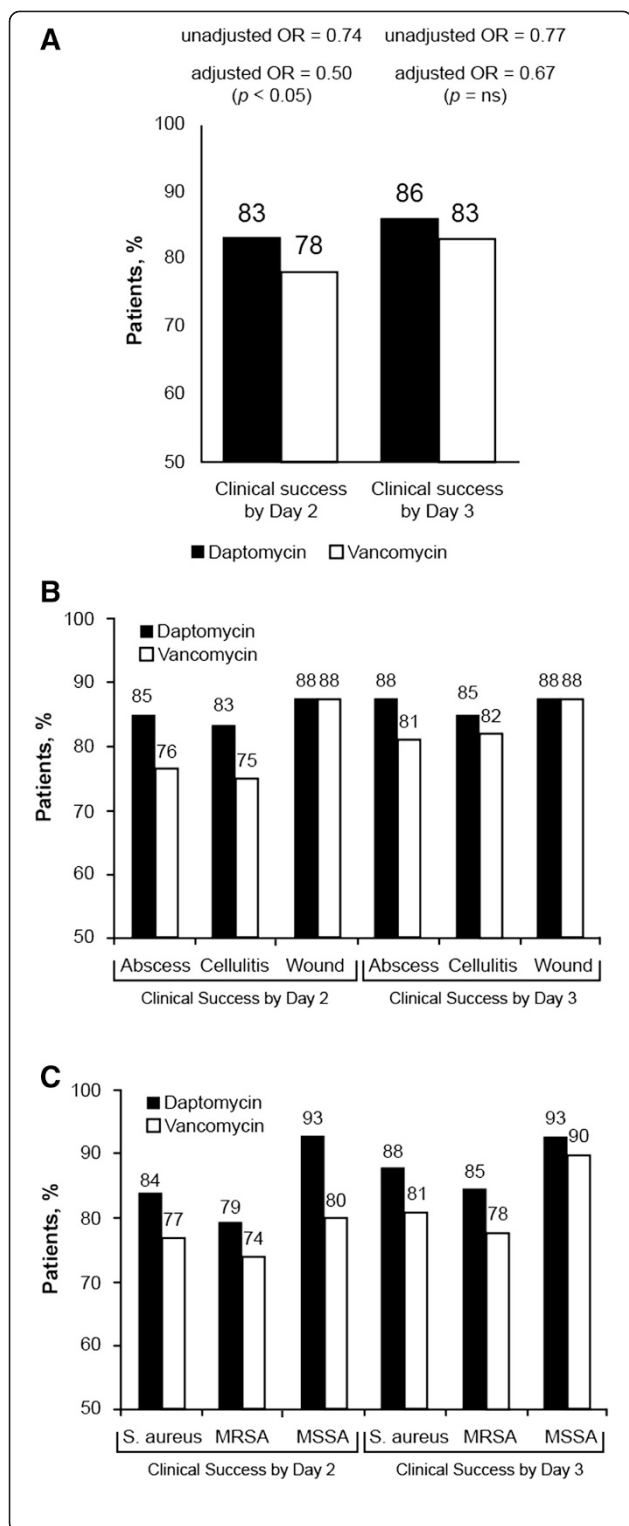 A
unadjusted OR = 0.74 unadjusted OR = 0.77
adjusted OR = 0.50 adjusted OR = 0.67
(p < 0.05) (p = ns)
Patients, %
100
90
80
70
60
50
83 78 86 83
Clinical success Clinical success
by Day 2 by Day 3
Daptomycin Vancomycin
B
Patients, %
100
90
80
70
60
50
Daptomycin
Vancomycin
85 76 83 75 88 88 88 81 85 82 88 88
Abscess Cellulitis Wound Abscess Cellulitis Wound
Clinical Success by Day 2 Clinical Success by Day 3
C
Patients, %
100
90
80
70
60
50
Daptomycin
Vancomycin
84 77 79 74 93 80 88 81 85 78 93 90
S. aureus MRSA MSSA S. aureus MRSA MSSA
Clinical Success by Day 2 Clinical Success by Day 3